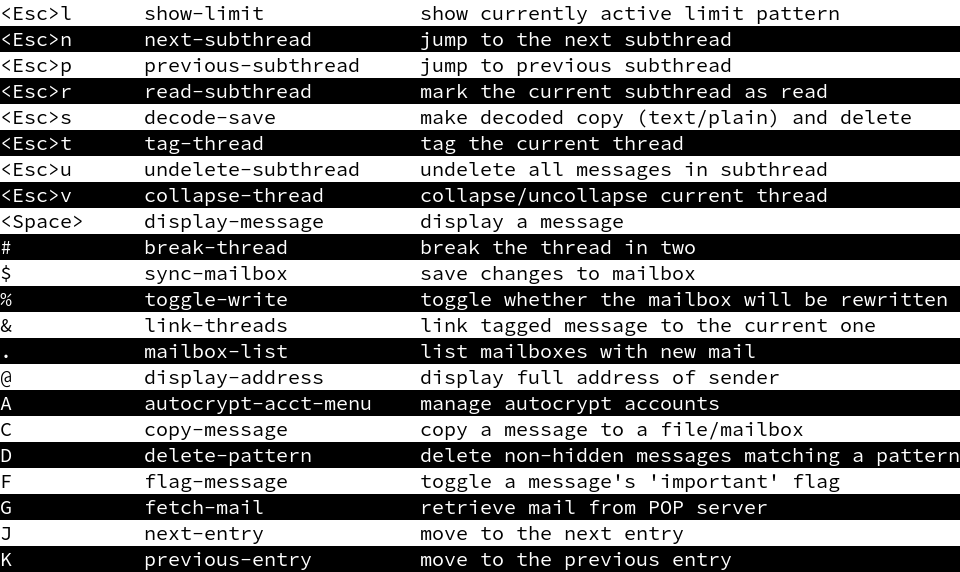 <Esc>l      show-limit             show currently active limit pattern
<Esc>n      next-subthread         jump to the next subthread
<Esc>p      previous-subthread     jump to previous subthread
<Esc>r      read-subthread         mark the current subthread as read
<Esc>s      decode-save            make decoded copy (text/plain) and delete
<Esc>t      tag-thread             tag the current thread
<Esc>u      undelete-subthread     undelete all messages in subthread
<Esc>v      collapse-thread        collapse/uncollapse current thread
<Space>     display-message        display a message
#           break-thread           break the thread in two
$           sync-mailbox           save changes to mailbox
%           toggle-write           toggle whether the mailbox will be rewritten
&           link-threads           link tagged message to the current one
.           mailbox-list           list mailboxes with new mail
@           display-address        display full address of sender
A           autocrypt-acct-menu    manage autocrypt accounts
C           copy-message           copy a message to a file/mailbox
D           delete-pattern         delete non-hidden messages matching a pattern
F           flag-message           toggle a message's 'important' flag
G           fetch-mail             retrieve mail from POP server
J           next-entry             move to the next entry
K           previous-entry         move to the previous entry